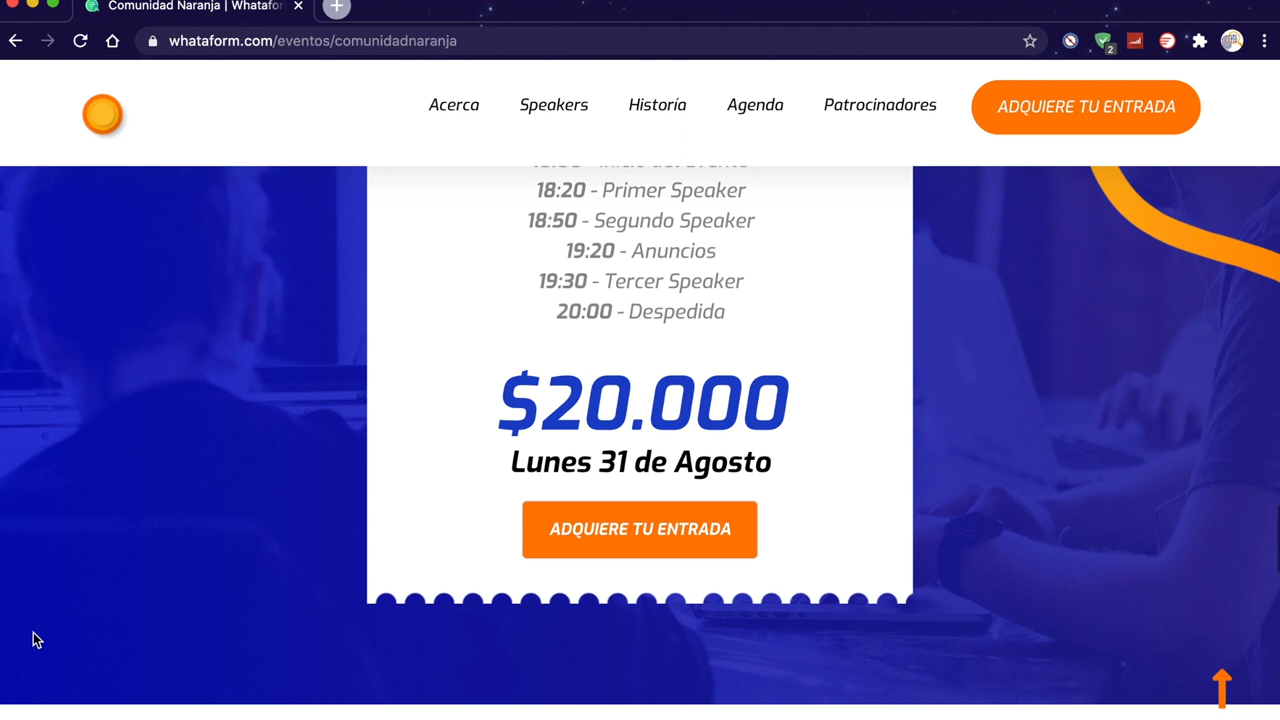 Comunidad Naranja | Whatafor
whataform.com/eventos/comunidadnaranja
2
Acerca
Speakers
Historía
Agenda
Patrocinadores
ADQUIERE TU ENTRADA
18:20 - Primer Speaker
18:50 - Segundo Speaker
19:20 - Anuncios
19:30 - Tercer Speaker
20:00 - Despedida
$20.000
Lunes 31 de Agosto
ADQUIERE TU ENTRADA